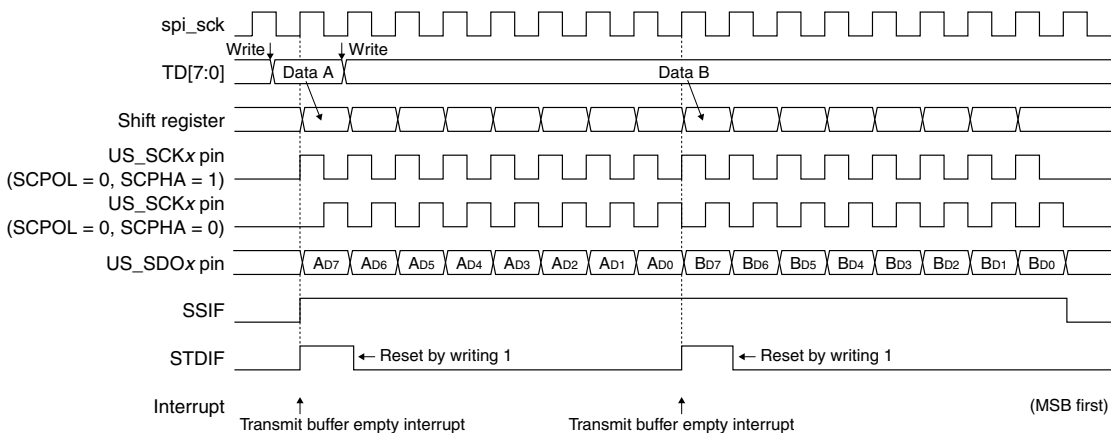 spi_sck
Write Write
TD[7:0] Data A Data B
Shift register
US_SCKx pin
(SCPOL = 0, SCPHA = 1)
US_SCKx pin
(SCPOL = 0, SCPHA = 0)
US_SDOx pin AD7 AD6 AD5 AD4 AD3 AD2 AD1 AD0 BD7 BD6 BD5 BD4 BD3 BD2 BD1 BD0
SSIF
STDIF Reset by writing 1 Reset by writing 1
Interrupt (MSB first)
Transmit buffer empty interrupt Transmit buffer empty interrupt